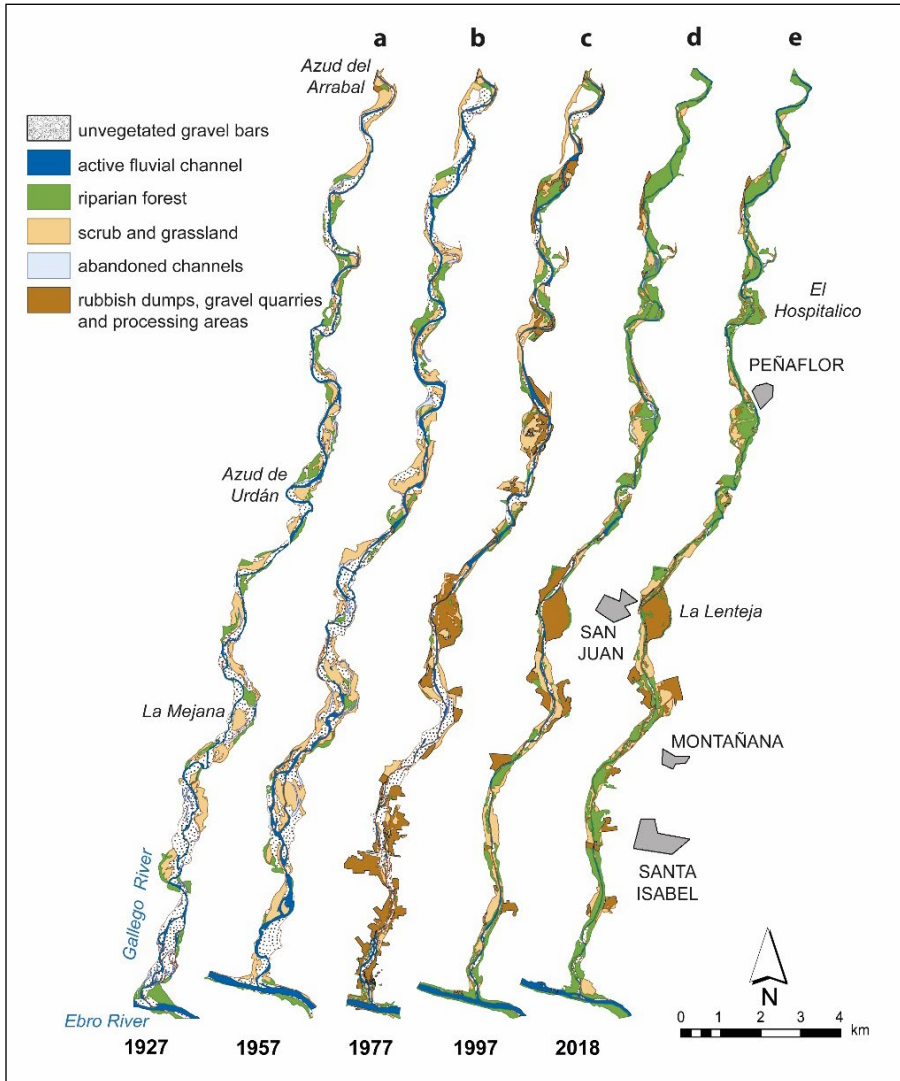 a b c d e
Azud del
Arrabal
unvegetated gravel bars
active fluvial channel
riparian forest
scrub and grassland
abandoned channels
rubbish dumps, gravel quarries
and processing areas
El
Hospitalico
PEÑAFLOR
Azud de
Urdán
La Lenteja
SAN
JUAN
La Mejana
MONTAÑANA
SANTA
ISABEL
Gallego River
Ebro River
N
0 1 2 3 4
km
1927 1957 1977 1997 2018